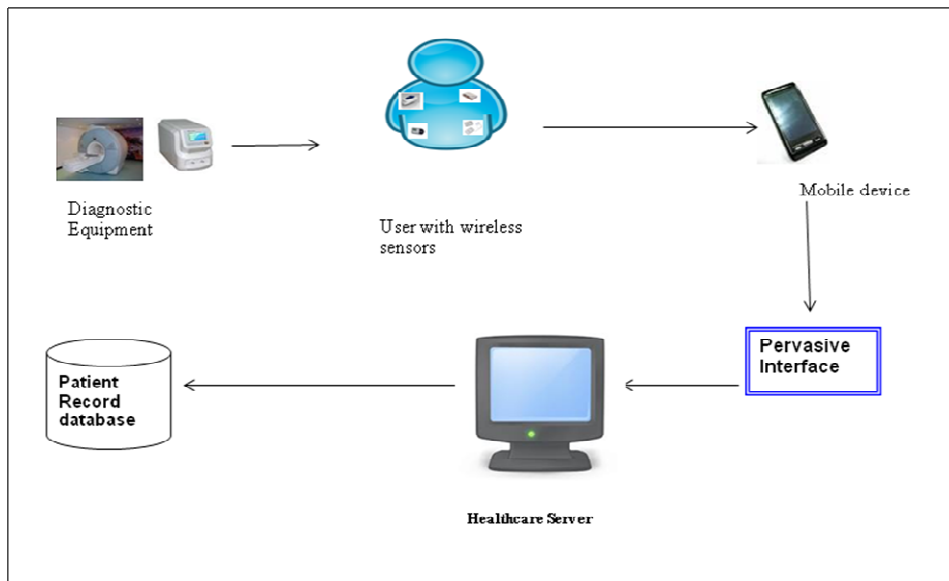 Diagnostic
Equipment
User with wireless
sensors
Mobile device
Pervasive
Interface
Patient
Record
database
Healthcare Server